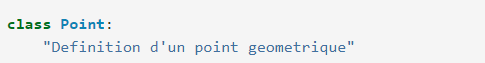 class Point:
    "Definition d'un point geometrique"